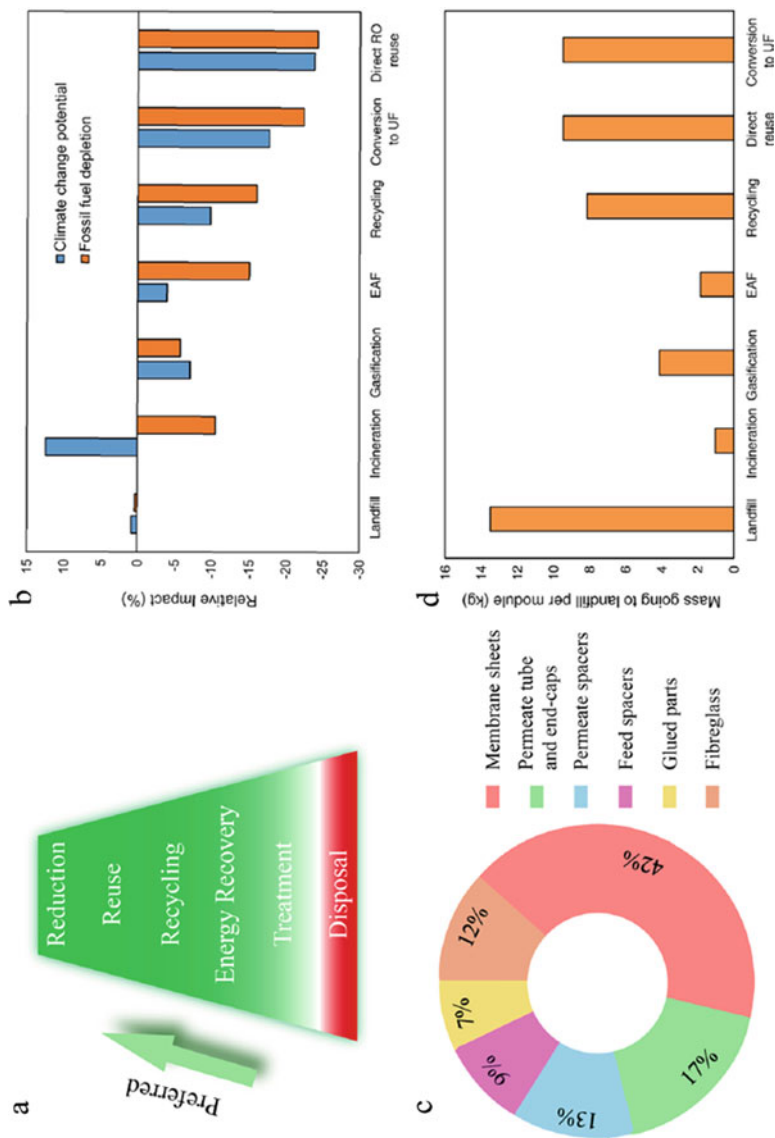 a
Preferred
Reduction
Reuse
Recycling
Energy Recovery
Treatment
Disposal
b
Climate change potential
Fossil fuel depletion
Relative Impact (%)
15
10
5
0
-5
-10
-15
-20
-25
-30
Landfill
Incineration
Gasification
EAF
Recycling
Conversion
to UF
Direct RO
reuse
c
12%
42%
17%
13%
9%
7%
Membrane sheets
Permeate tube
and end-caps
Permeate spacers
Feed spacers
Glued parts
Fibreglass
d
Mass going to landfill per module (kg)
16
14
12
10
8
6
4
2
0
Landfill
Incineration
Gasification
EAF
Recycling
Direct
reuse
Conversion
to UF